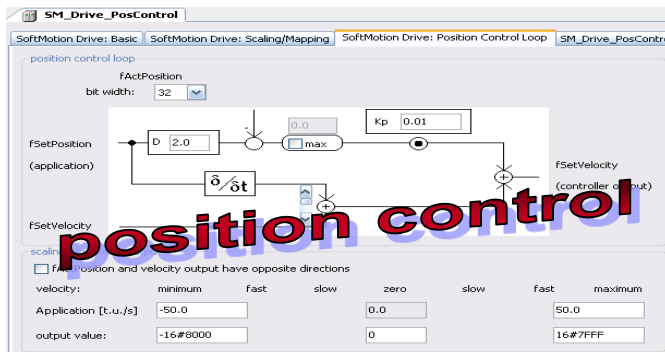 SM_Drive_PosControl
SoftMotion Drive: Basic SoftMotion Drive: Scaling/Mapping SoftMotion Drive: Position Control Loop SM_Drive_PosContro
position control loop
fActPosition
bit width: 32
0.0
Kp 0.01
fSetPosition D 2.0 max
(application) fSetVelocity
δ/δt (controller output)
fSetVelocity
position control
fActPosition and velocity output have opposite directions
velocity: minimum fast slow zero slow fast maximum
Application [t.u./s] -50.0 0.0 50.0
output value: -16#8000 0 16#7FFF